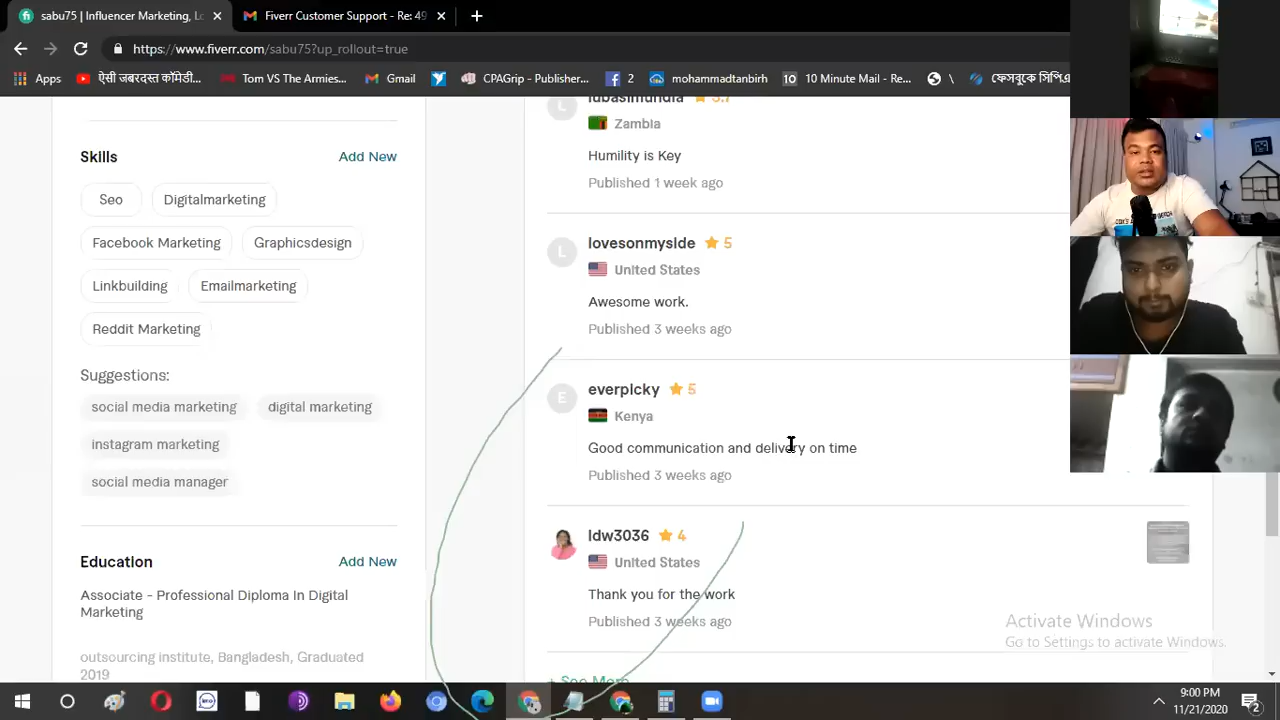 sabu75 | Influencer Marketing, Lo
Fiverr Customer Support - Re: 49
https://www.fiverr.com/sabu75?up_rollout=true
Apps
ऐसी जबरदस्त कॉमेडी...
Tom VS The Armies...
Gmail
CPAGrip - Publisher...
2
mohammadtanbirh
10 10 Minute Mail - Re...
\
ফেসবুকে সিপিএ
Skills
Add New
Seo
Digitalmarketing
Facebook Marketing
Graphicsdesign
Linkbuilding
Emailmarketing
Reddit Marketing
Suggestions:
social media marketing
digital marketing
instagram marketing
social media manager
Education
Add New
Associate - Professional Diploma In Digital
Marketing
outsourcing institute, Bangladesh, Graduated
2019
L
Zambia
Humility is Key
Published 1 week ago
L
lovesonmyside 5
United States
Awesome work.
Published 3 weeks ago
E
everpicky 5
Kenya
Good communication and delivery on time
Published 3 weeks ago
ldw3036 4
United States
Thank you for the work
Published 3 weeks ago
+ See More
Activate Windows
Go to Settings to activate Windows.
9:00 PM
11/21/2020
2